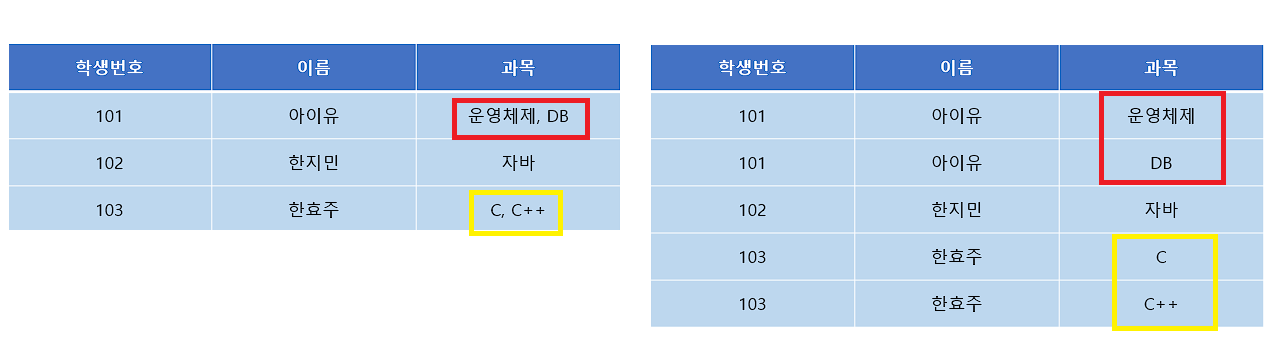 학생번호 이름 과목
101 아이유 운영체제, DB
102 한지민 자바
103 한효주 C, C++
학생번호 이름 과목
101 아이유 운영체제
101 아이유 DB
102 한지민 자바
103 한효주 C
103 한효주 C++